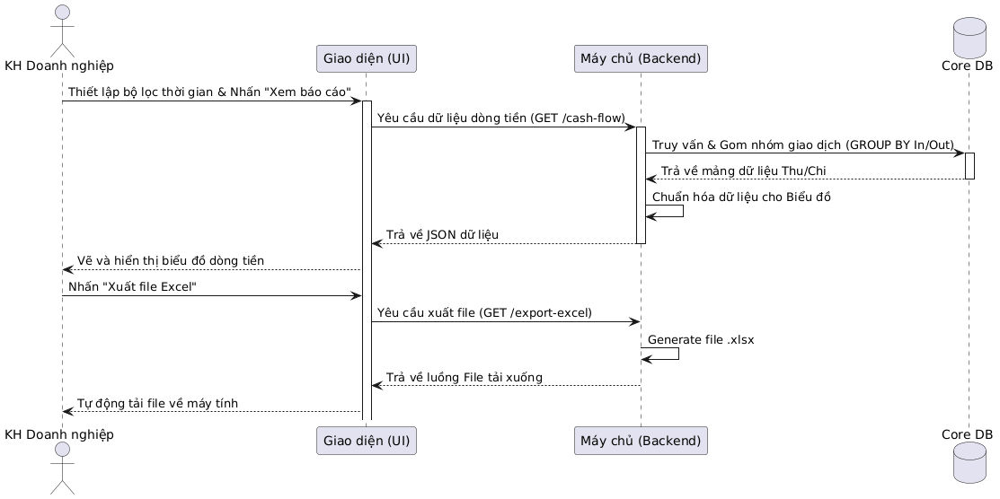 KH Doanh nghiệp
Giao diện (UI)
Máy chủ (Backend)
Core DB
Thiết lập bộ lọc thời gian & Nhấn "Xem báo cáo"
Yêu cầu dữ liệu dòng tiền (GET /cash-flow)
Truy vấn & Gom nhóm giao dịch (GROUP BY In/Out)
Trả về mảng dữ liệu Thu/Chi
Chuẩn hóa dữ liệu cho Biểu đồ
Trả về JSON dữ liệu
Vẽ và hiển thị biểu đồ dòng tiền
Nhấn "Xuất file Excel"
Yêu cầu xuất file (GET /export-excel)
Generate file .xlsx
Trả về luồng File tải xuống
Tự động tải file về máy tính
KH Doanh nghiệp
Giao diện (UI)
Máy chủ (Backend)
Core DB